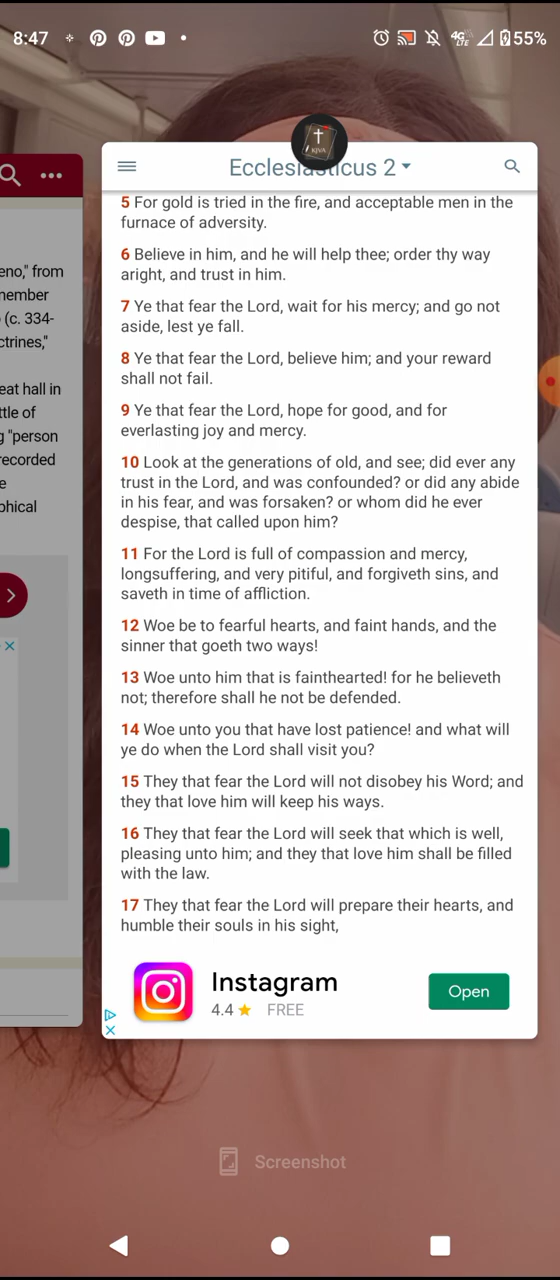 8:47
4G
LTE
55%
eno," from
nember
(c. 334-
ctrines,"
eat hall in
ttle of
g "person
recorded
e
phical
KJVA
Ecclesiasticus 2
5 For gold is tried in the fire, and acceptable men in the
furnace of adversity.
6 Believe in him, and he will help thee; order thy way
aright, and trust in him.
7 Ye that fear the Lord, wait for his mercy; and go not
aside, lest ye fall.
8 Ye that fear the Lord, believe him; and your reward
shall not fail.
9 Ye that fear the Lord, hope for good, and for
everlasting joy and mercy.
10 Look at the generations of old, and see; did ever any
trust in the Lord, and was confounded? or did any abide
in his fear, and was forsaken? or whom did he ever
despise, that called upon him?
11 For the Lord is full of compassion and mercy,
longsuffering, and very pitiful, and forgiveth sins, and
saveth in time of affliction.
12 Woe be to fearful hearts, and faint hands, and the
sinner that goeth two ways!
13 Woe unto him that is fainthearted! for he believeth
not; therefore shall he not be defended.
14 Woe unto you that have lost patience! and what will
ye do when the Lord shall visit you?
15 They that fear the Lord will not disobey his Word; and
they that love him will keep his ways.
16 They that fear the Lord will seek that which is well,
pleasing unto him; and they that love him shall be filled
with the law.
17 They that fear the Lord will prepare their hearts, and
humble their souls in his sight,
Instagram
4.4 ★ FREE
Open
Screenshot